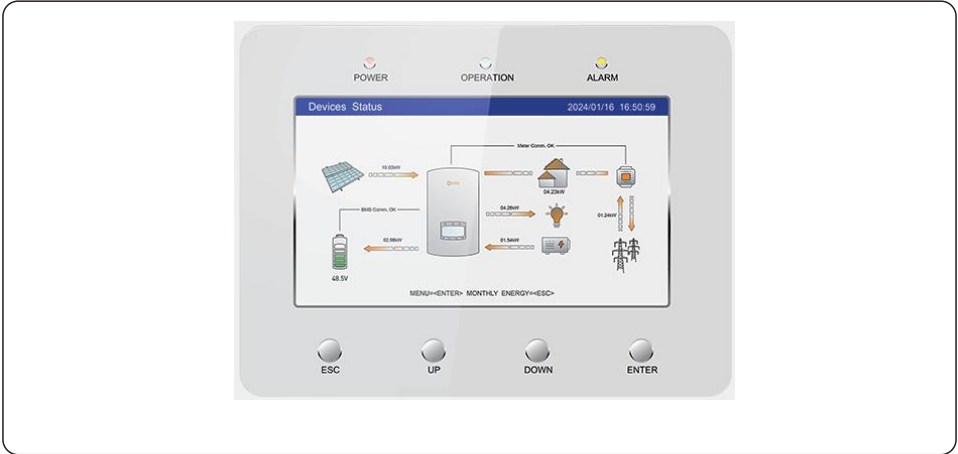 POWER
OPERATION
ALARM
Devices Status
2024/01/16 16:50:59
Meter Comm. OK
10.02kW
04.23kW
BMS Comm. OK
04.26kW
01.24kW
02.98kW
01.54kW
48.5V
MENU=<ENTER> MONTHLY ENERGY=<ESC>
ESC
UP
DOWN
ENTER